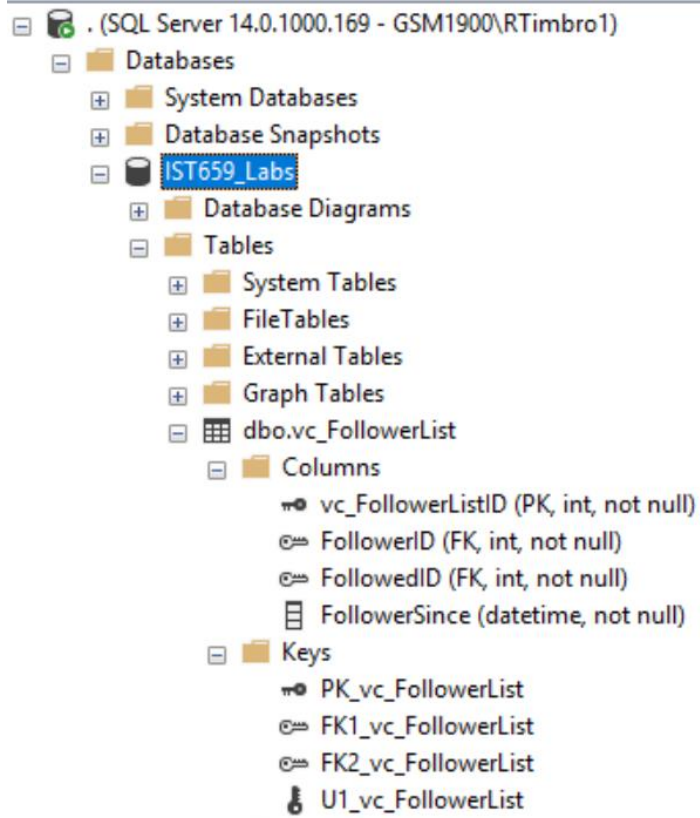 . (SQL Server 14.0.1000.169 - GSM1900\RTimbro1)
Databases
System Databases
Database Snapshots
IST659_Labs
Database Diagrams
Tables
System Tables
FileTables
External Tables
Graph Tables
dbo.vc_FollowerList
Columns
vc_FollowerListID (PK, int, not null)
FollowerID (FK, int, not null)
FollowedID (FK, int, not null)
FollowerSince (datetime, not null)
Keys
PK_vc_FollowerList
FK1_vc_FollowerList
FK2_vc_FollowerList
U1_vc_FollowerList